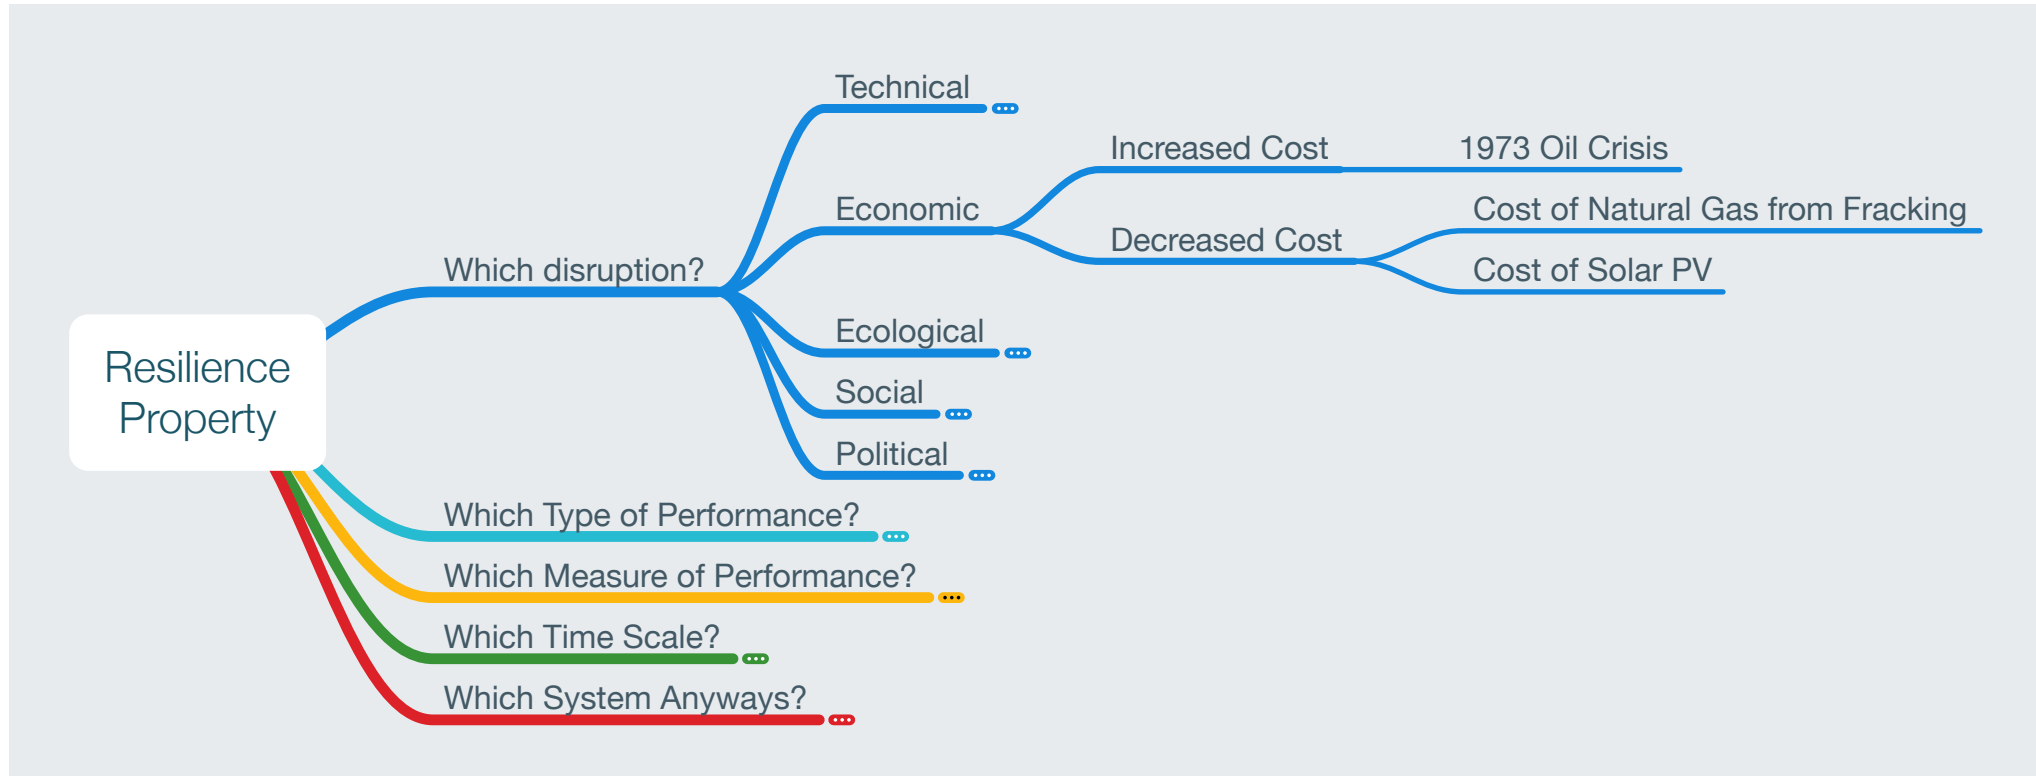 Resilience
Property
Which disruption?
Technical
Economic
Increased Cost
1973 Oil Crisis
Decreased Cost
Cost of Natural Gas from Fracking
Cost of Solar PV
Ecological
Social
Political
Which Type of Performance?
Which Measure of Performance?
Which Time Scale?
Which System Anyways?